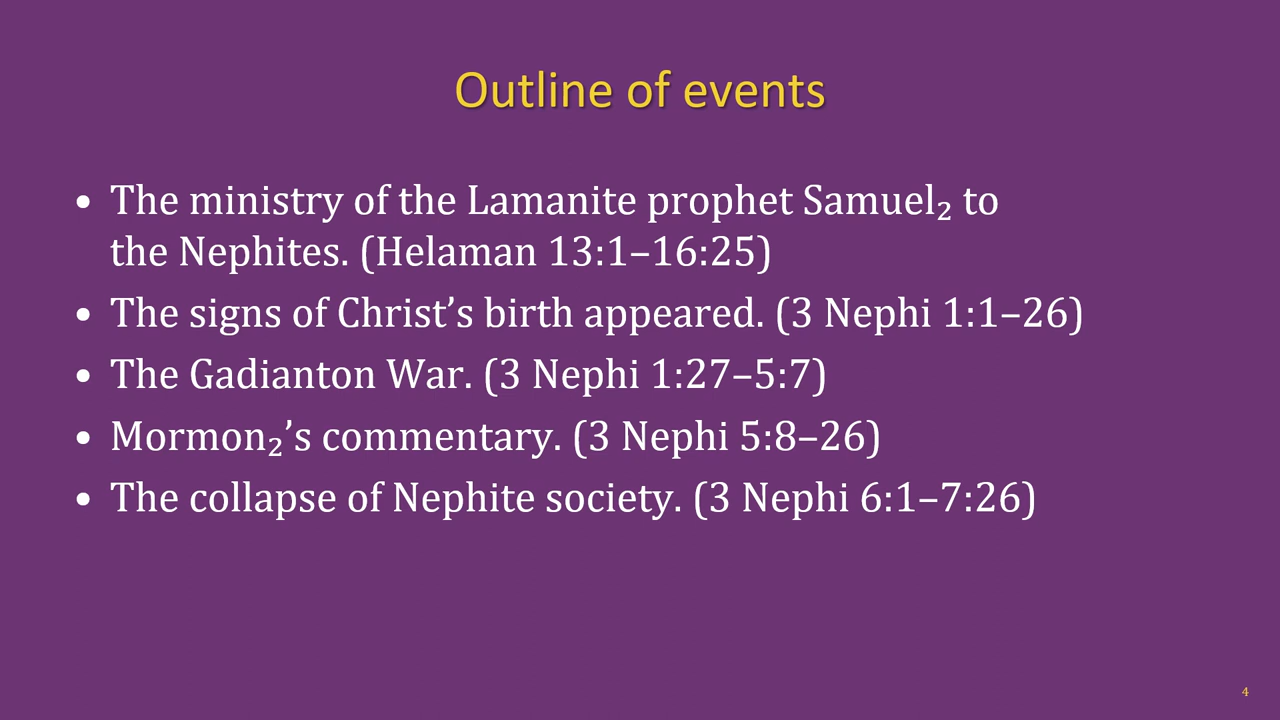 Outline of events
• The ministry of the Lamanite prophet Samuel₂ to
the Nephites. (Helaman 13:1–16:25)
• The signs of Christ’s birth appeared. (3 Nephi 1:1–26)
• The Gadianton War. (3 Nephi 1:27–5:7)
• Mormon₂’s commentary. (3 Nephi 5:8–26)
• The collapse of Nephite society. (3 Nephi 6:1–7:26)
4